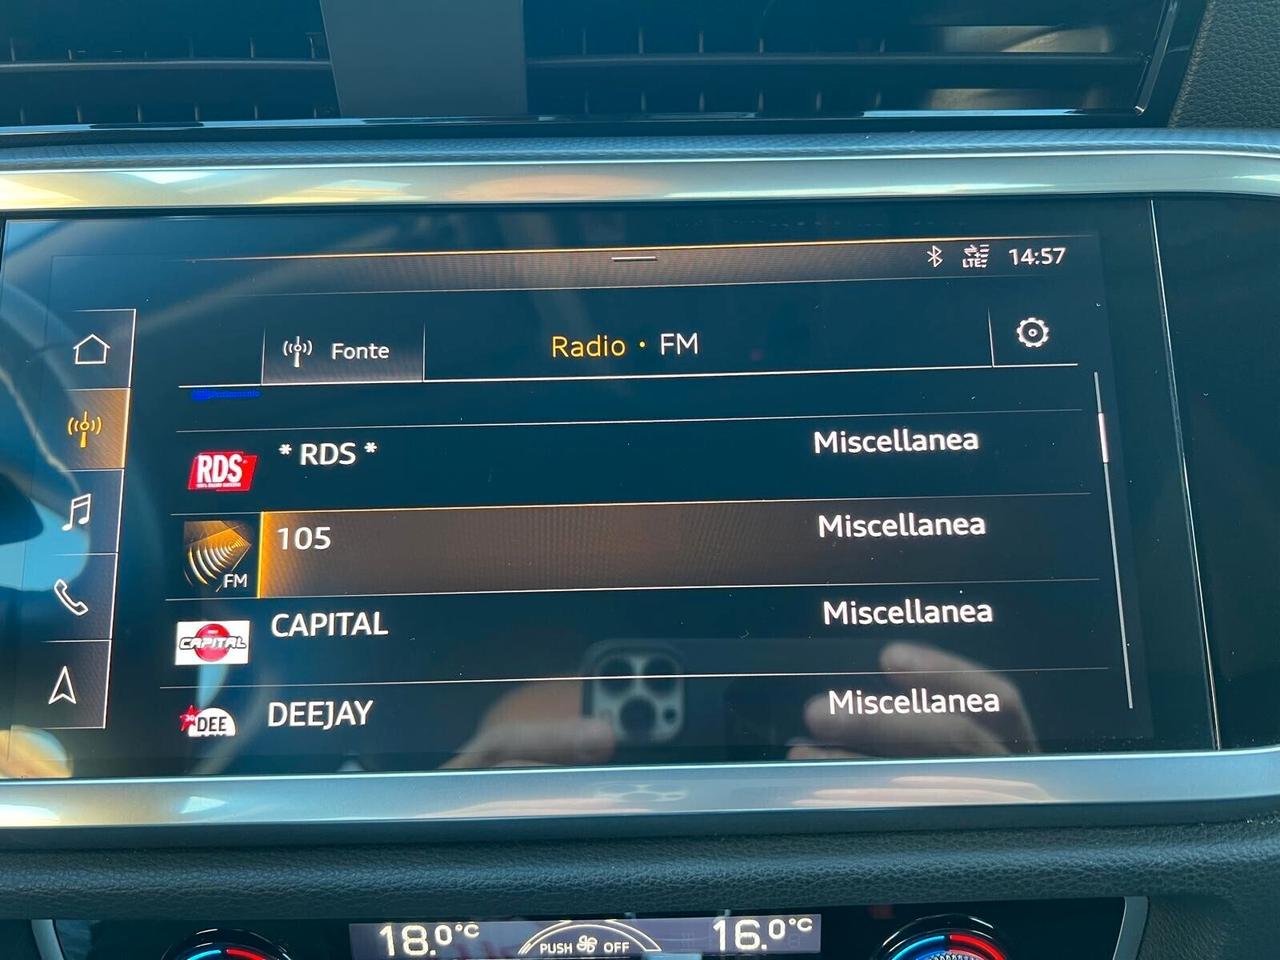 LTE 14:57
Fonte Radio • FM
RDS * RDS * Miscellanea
105 Miscellanea
FM
CAPITAL CAPITAL Miscellanea
DEE DEEJAY Miscellanea
18.0°C PUSH OFF 16.0°C